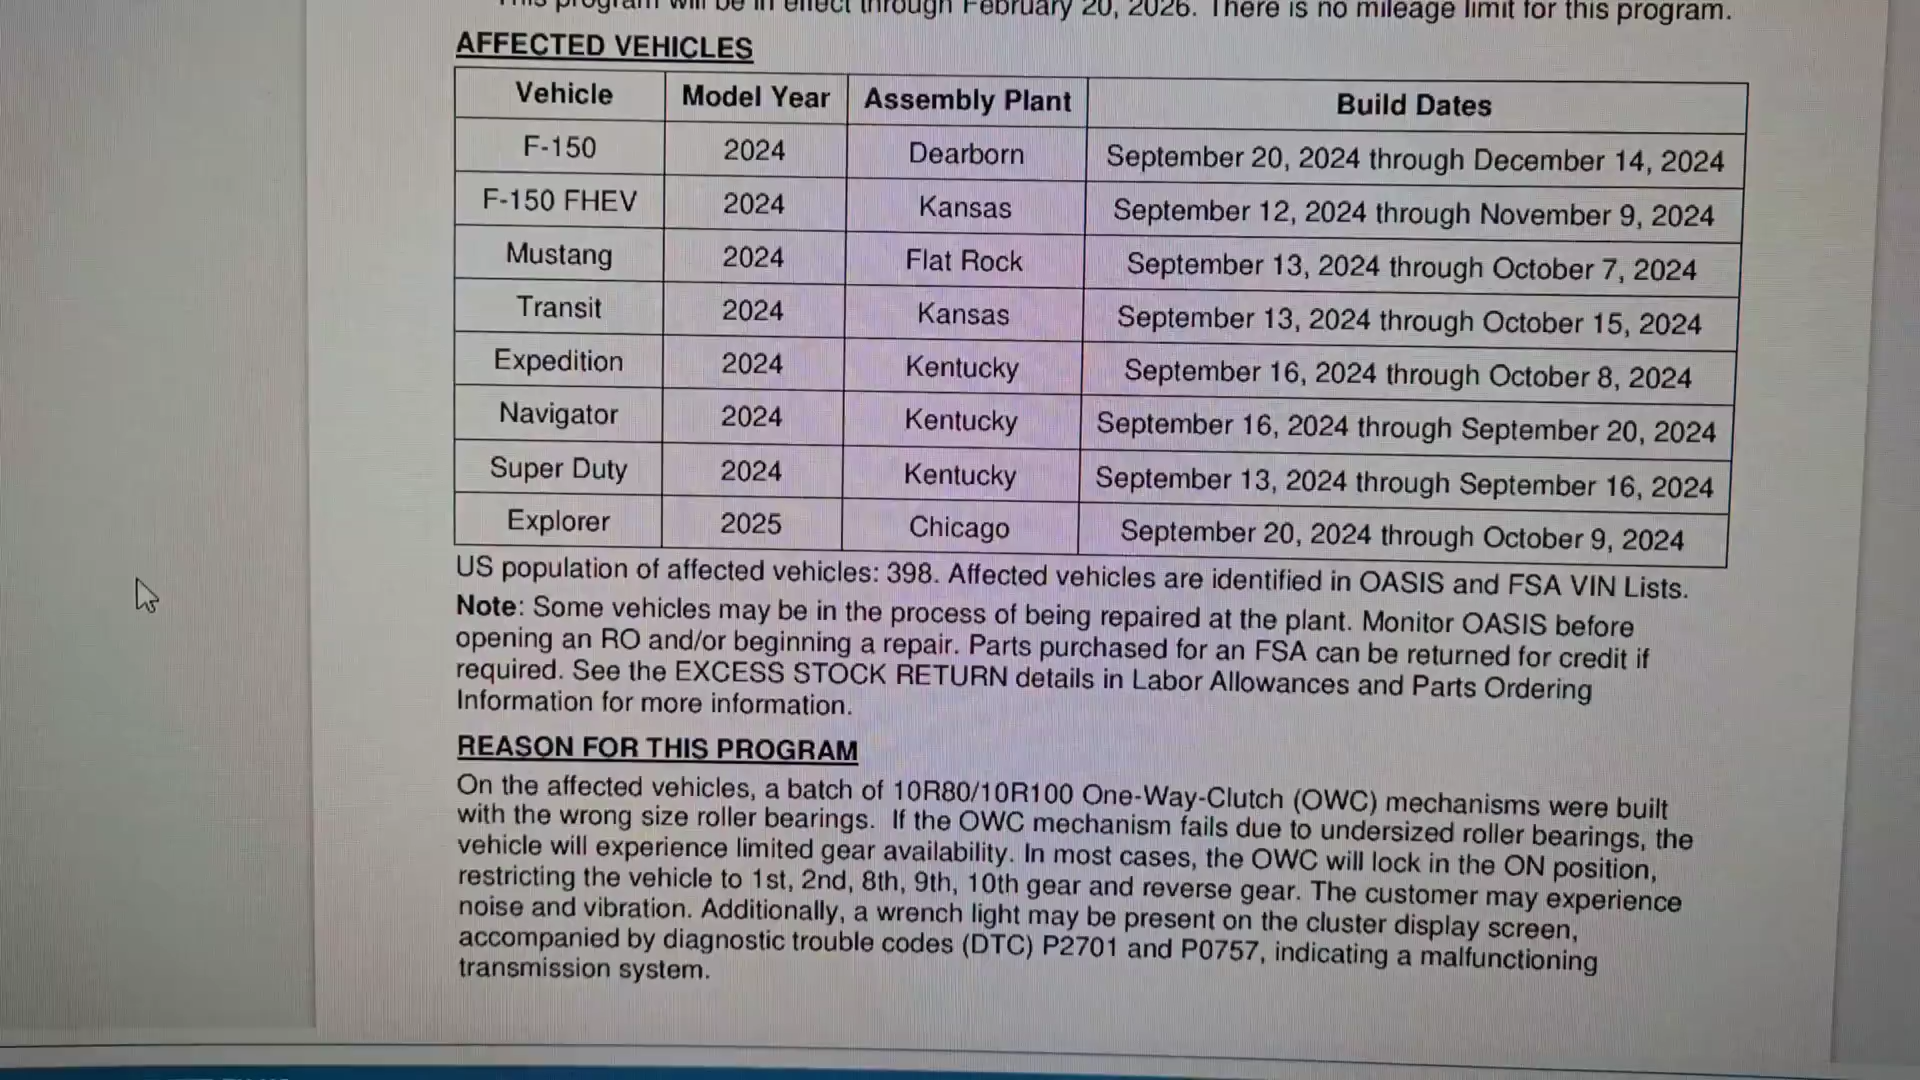 This program will be in effect through February 20, 2026. There is no mileage limit for this program.
AFFECTED VEHICLES
Vehicle Model Year Assembly Plant Build Dates
F-150 2024 Dearborn September 20, 2024 through December 14, 2024
F-150 FHEV 2024 Kansas September 12, 2024 through November 9, 2024
Mustang 2024 Flat Rock September 13, 2024 through October 7, 2024
Transit 2024 Kansas September 13, 2024 through October 15, 2024
Expedition 2024 Kentucky September 16, 2024 through October 8, 2024
Navigator 2024 Kentucky September 16, 2024 through September 20, 2024
Super Duty 2024 Kentucky September 13, 2024 through September 16, 2024
Explorer 2025 Chicago September 20, 2024 through October 9, 2024
US population of affected vehicles: 398. Affected vehicles are identified in OASIS and FSA VIN Lists.
Note: Some vehicles may be in the process of being repaired at the plant. Monitor OASIS before
opening an RO and/or beginning a repair. Parts purchased for an FSA can be returned for credit if
required. See the EXCESS STOCK RETURN details in Labor Allowances and Parts Ordering
Information for more information.
REASON FOR THIS PROGRAM
On the affected vehicles, a batch of 10R80/10R100 One-Way-Clutch (OWC) mechanisms were built
with the wrong size roller bearings. If the OWC mechanism fails due to undersized roller bearings, the
vehicle will experience limited gear availability. In most cases, the OWC will lock in the ON position,
restricting the vehicle to 1st, 2nd, 8th, 9th, 10th gear and reverse gear. The customer may experience
noise and vibration. Additionally, a wrench light may be present on the cluster display screen,
accompanied by diagnostic trouble codes (DTC) P2701 and P0757, indicating a malfunctioning
transmission system.